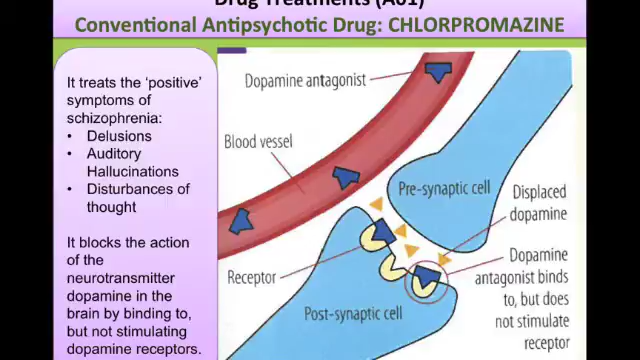 Drug Treatments (A01)
Conventional Antipsychotic Drug: CHLORPROMAZINE
It treats the ‘positive’
symptoms of
schizophrenia:
• Delusions
• Auditory
Hallucinations
• Disturbances of
thought
It blocks the action
of the
neurotransmitter
dopamine in the
brain by binding to,
but not stimulating
dopamine receptors.
Dopamine antagonist
Blood vessel
Pre-synaptic cell
Displaced
dopamine
Receptor
Dopamine
antagonist binds
to, but does
not stimulate
receptor
Post-synaptic cell